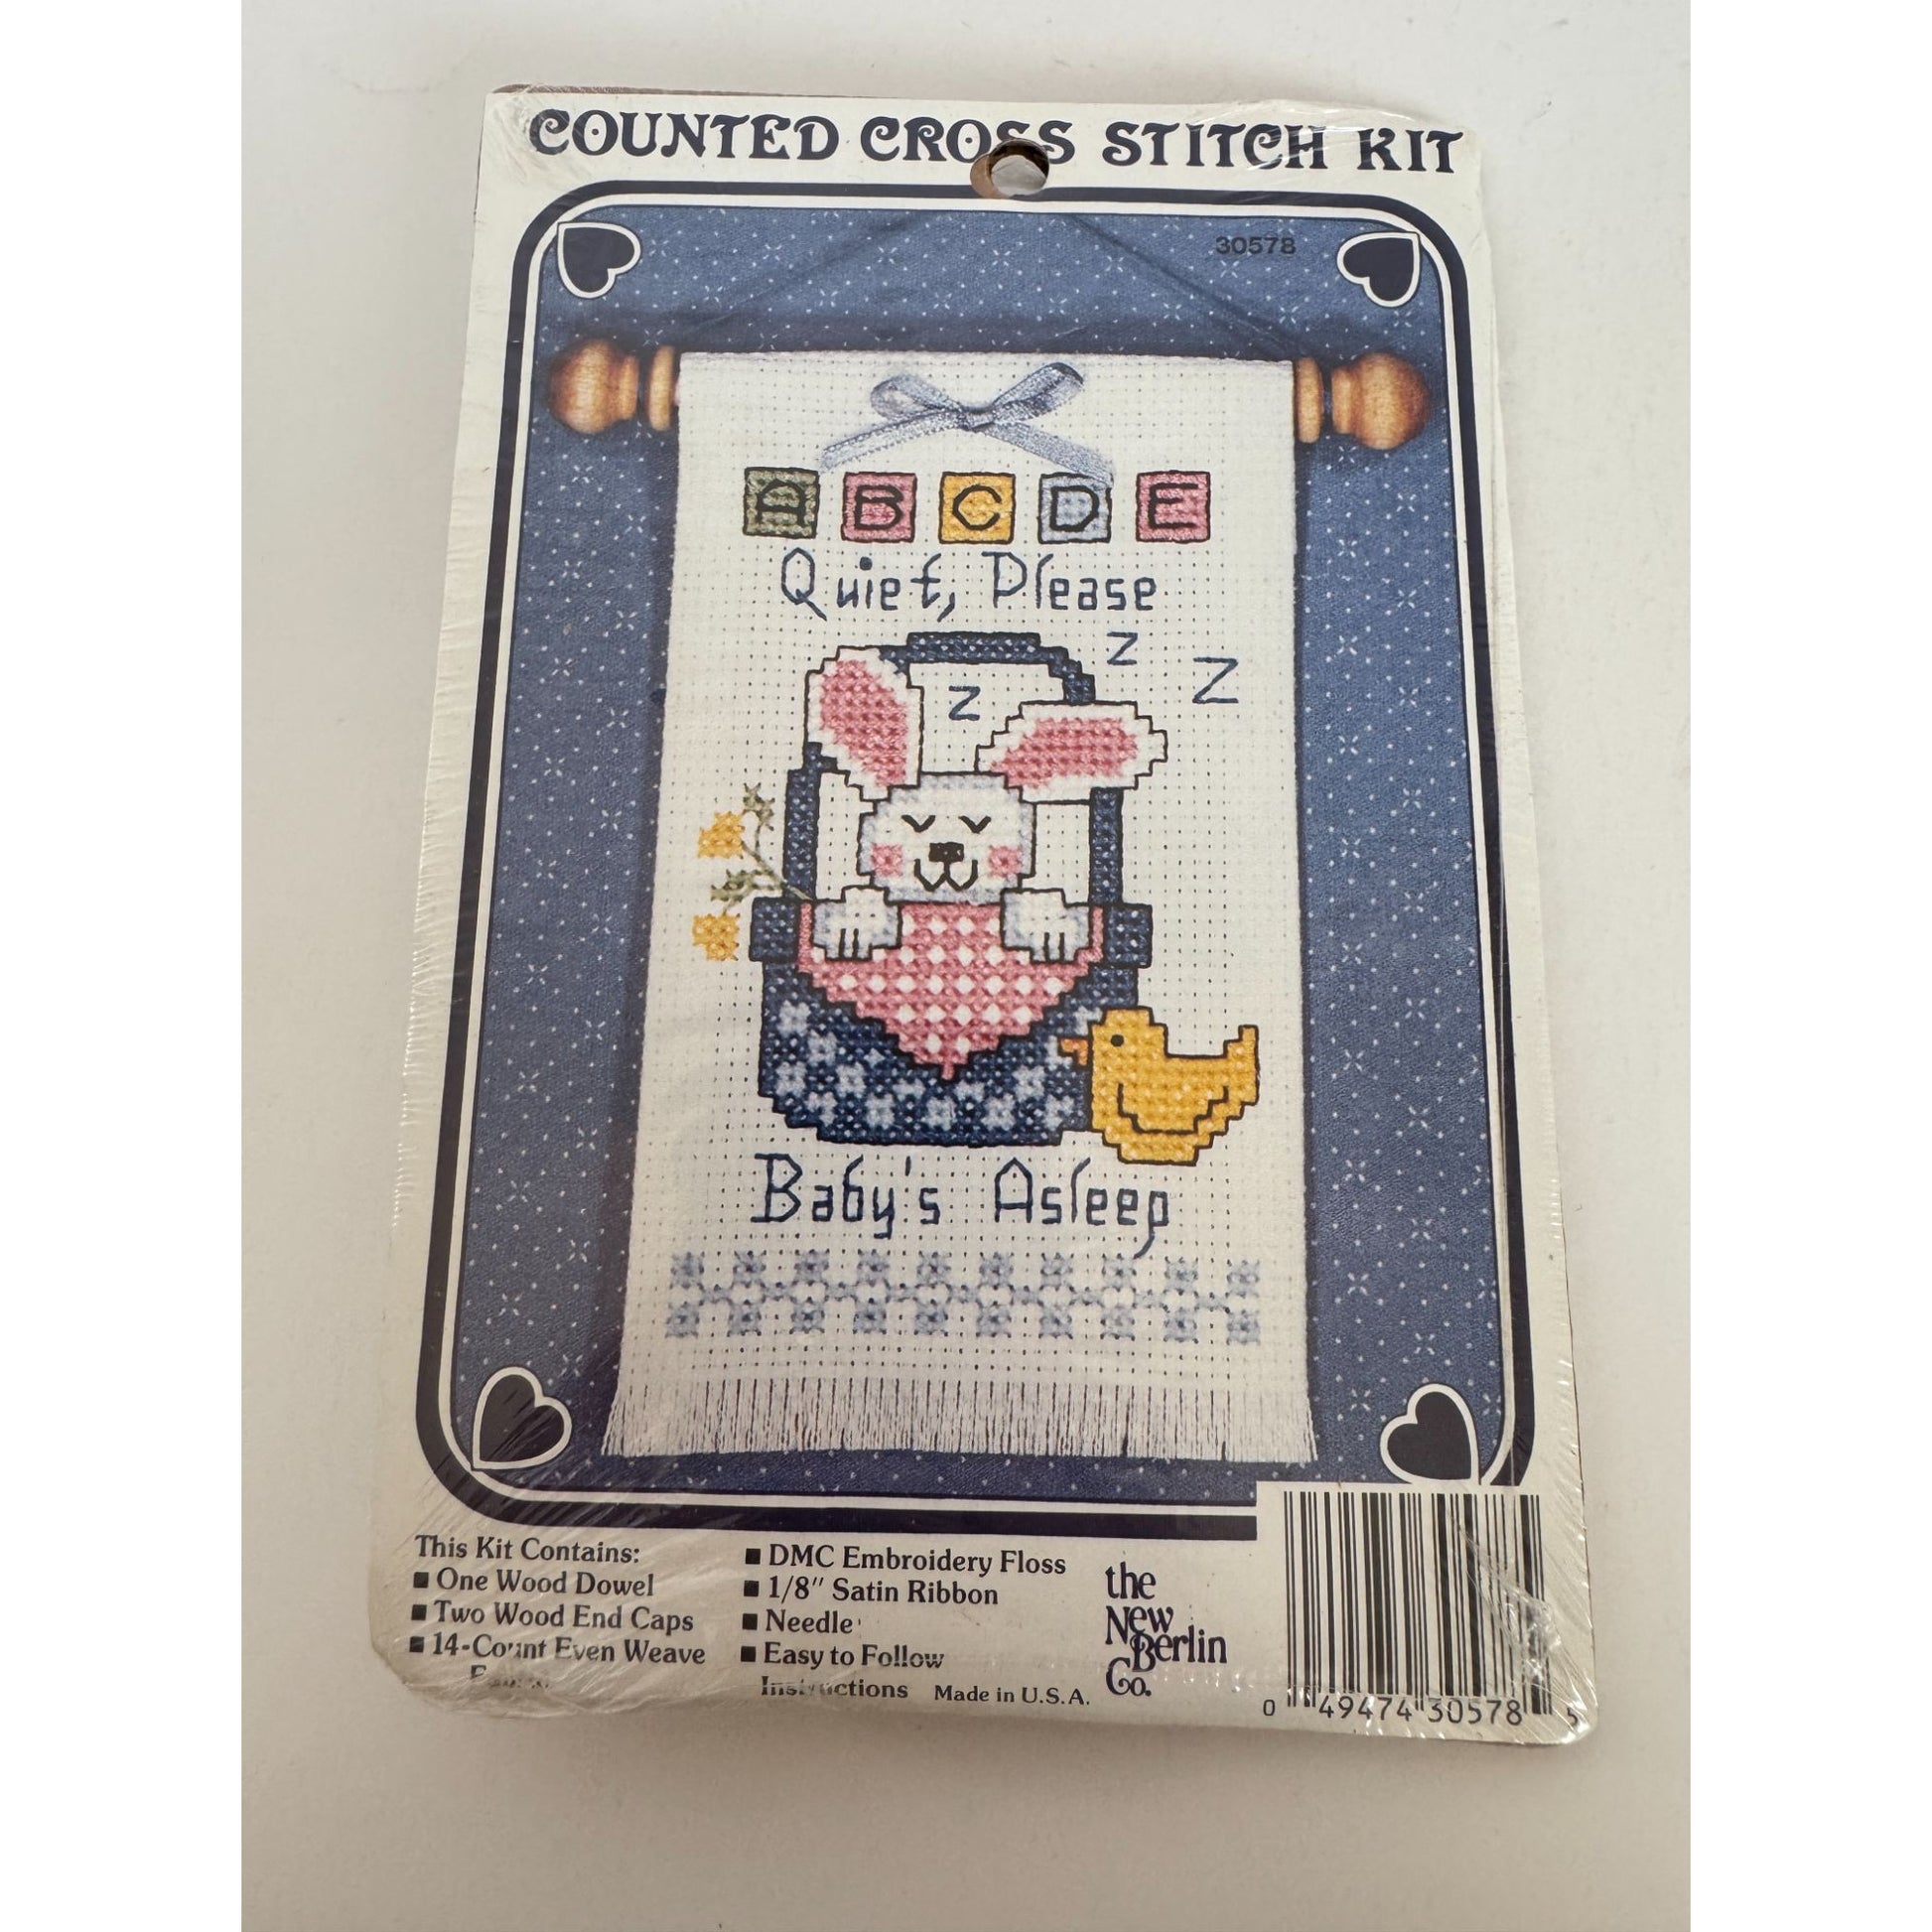 COUNTED CROSS STITCH KIT
30578
A B C D E
Quiet, Please
Z
Z
Z
Baby's Asleep
This Kit Contains:
■ One Wood Dowel
■ Two Wood End Caps
■ 14-Count Even Weave
■ DMC Embroidery Floss
■ 1/8" Satin Ribbon
■ Needle
■ Easy to Follow
Instructions
Made in U.S.A.
the
New
Berlin
Co.
0 49474 30578 5